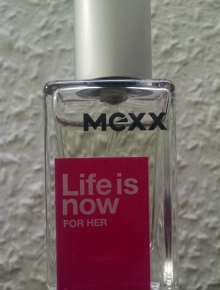 Mexx
Life is
now
FOR HER